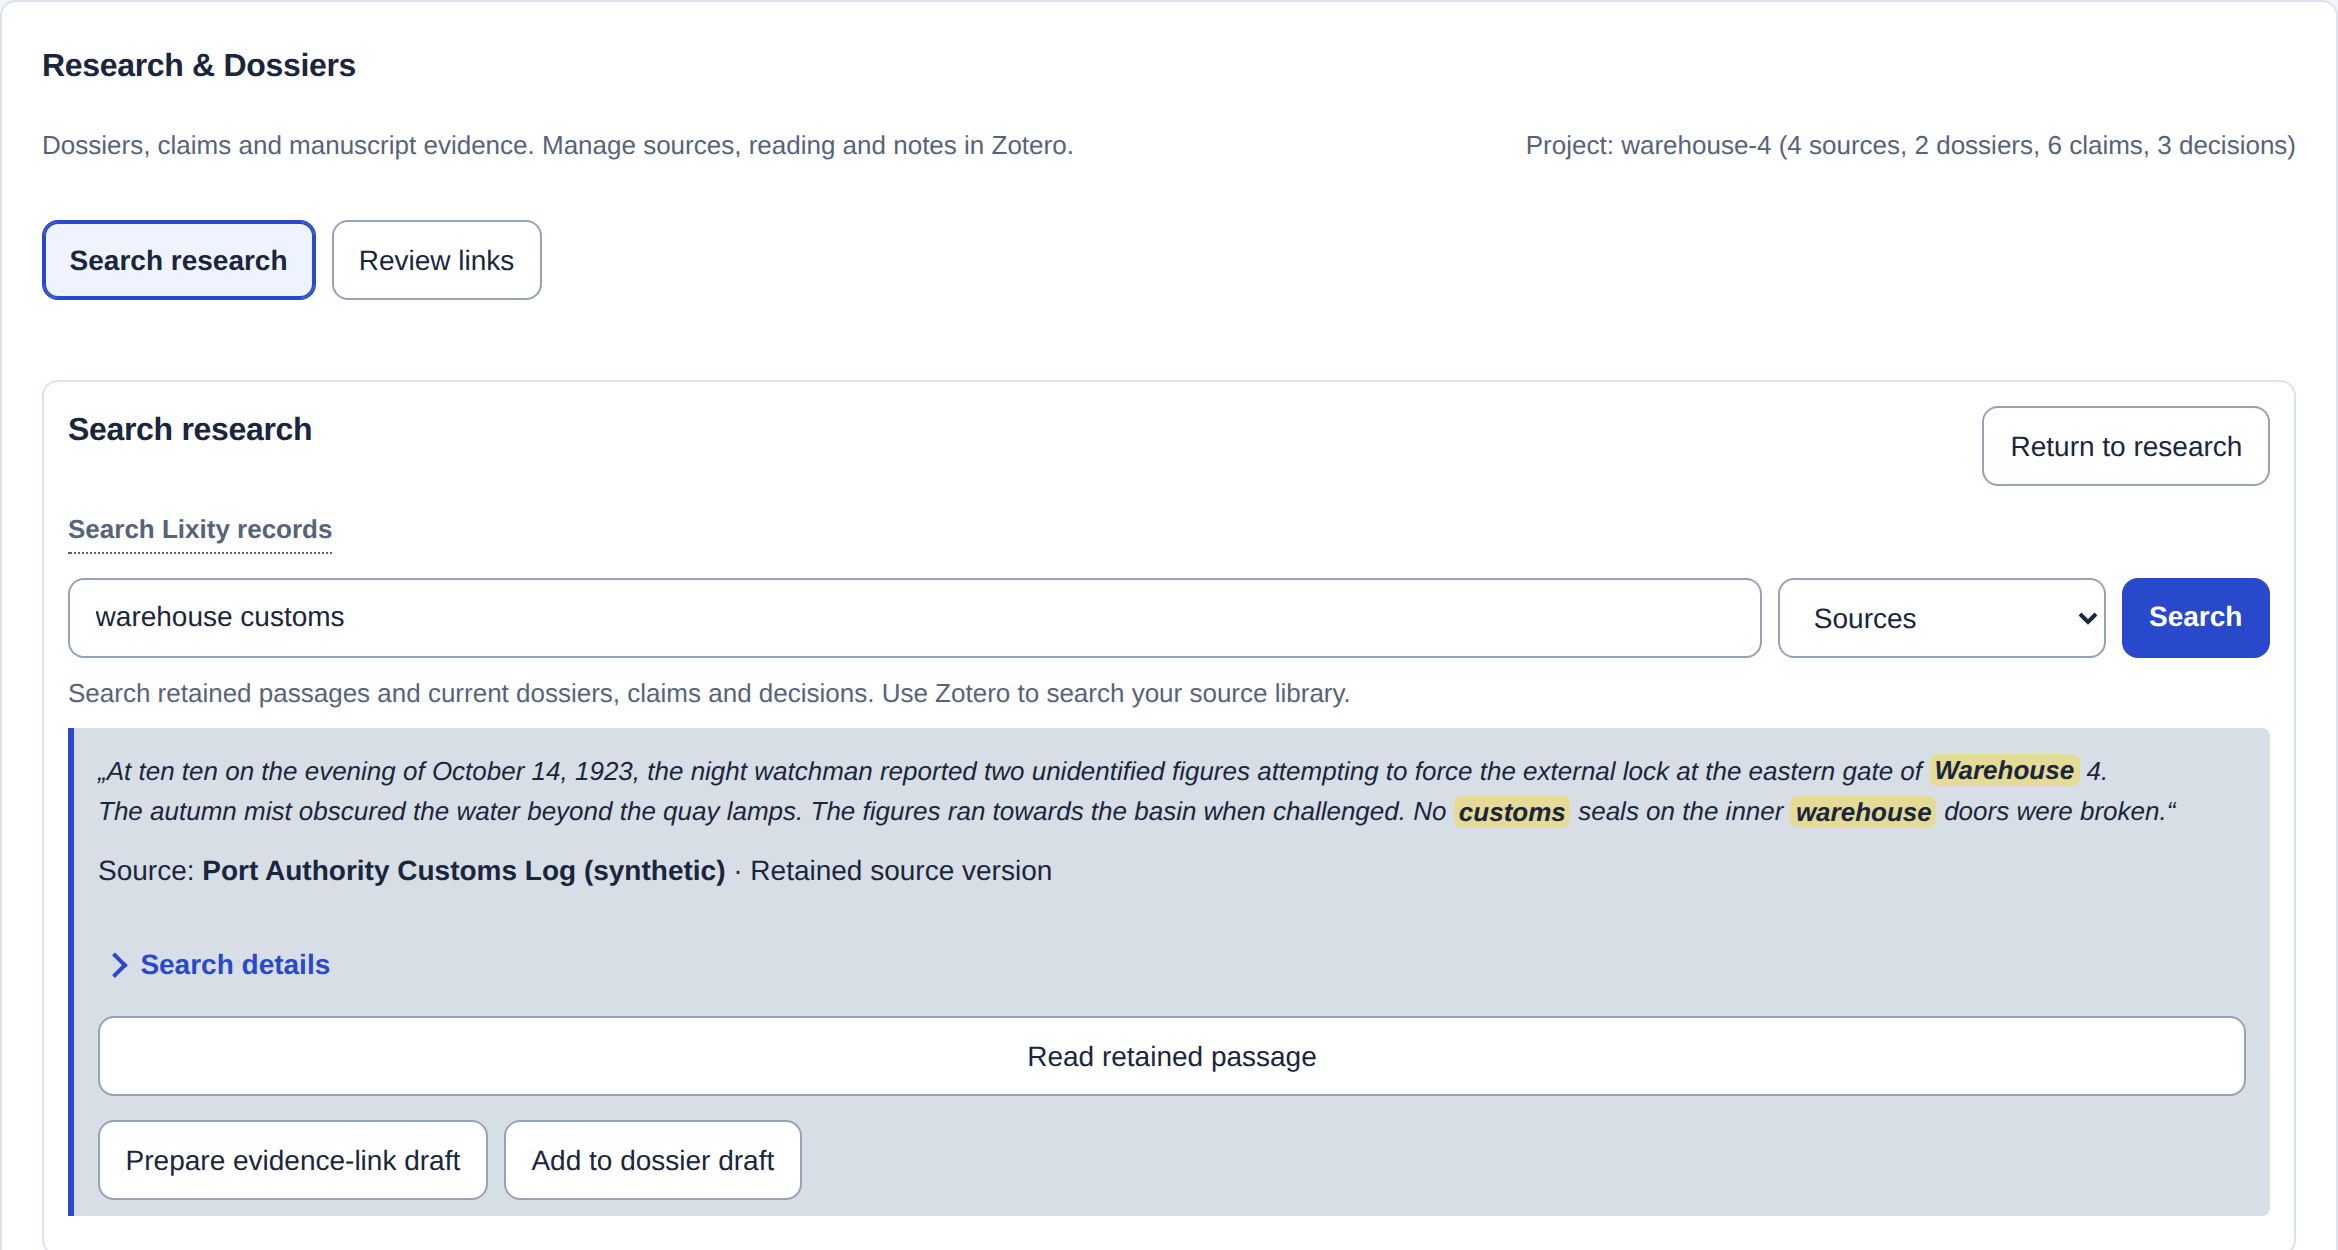 Research & Dossiers
Dossiers, claims and manuscript evidence. Manage sources, reading and notes in Zotero.
Project: warehouse-4 (4 sources, 2 dossiers, 6 claims, 3 decisions)
Search research
Review links
Search research
Return to research
Search Lixity records
warehouse customs
Sources
Search
Search retained passages and current dossiers, claims and decisions. Use Zotero to search your source library.
„At ten ten on the evening of October 14, 1923, the night watchman reported two unidentified figures attempting to force the external lock at the eastern gate of Warehouse 4.
The autumn mist obscured the water beyond the quay lamps. The figures ran towards the basin when challenged. No customs seals on the inner warehouse doors were broken.“
Source: Port Authority Customs Log (synthetic) · Retained source version
Search details
Read retained passage
Prepare evidence-link draft
Add to dossier draft